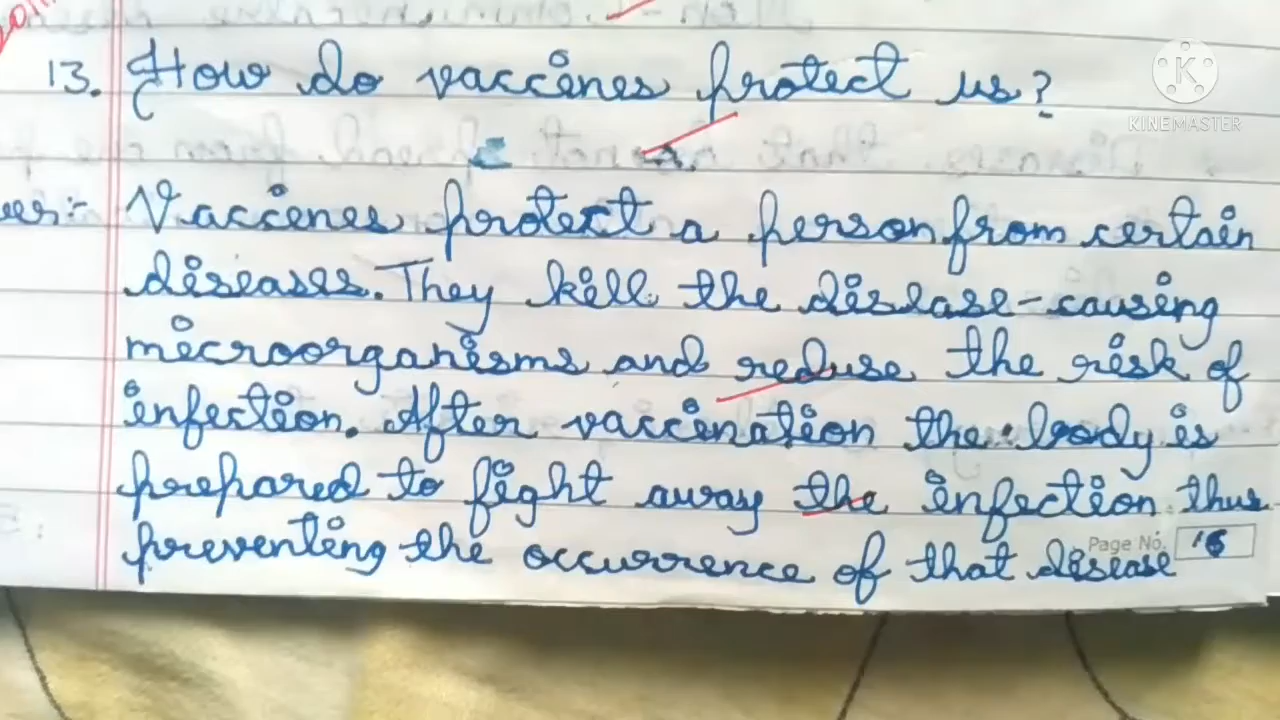 13. How do vaccines protect us?
KINEMASTER
Vaccines protect a person from certain
diseases. They kill the disease-causing
microorganisms and reduse the risk of
infection. After vaccination the body is
prepared to fight away the infection thus
preventing the occurrence of that disease
Page No. 16